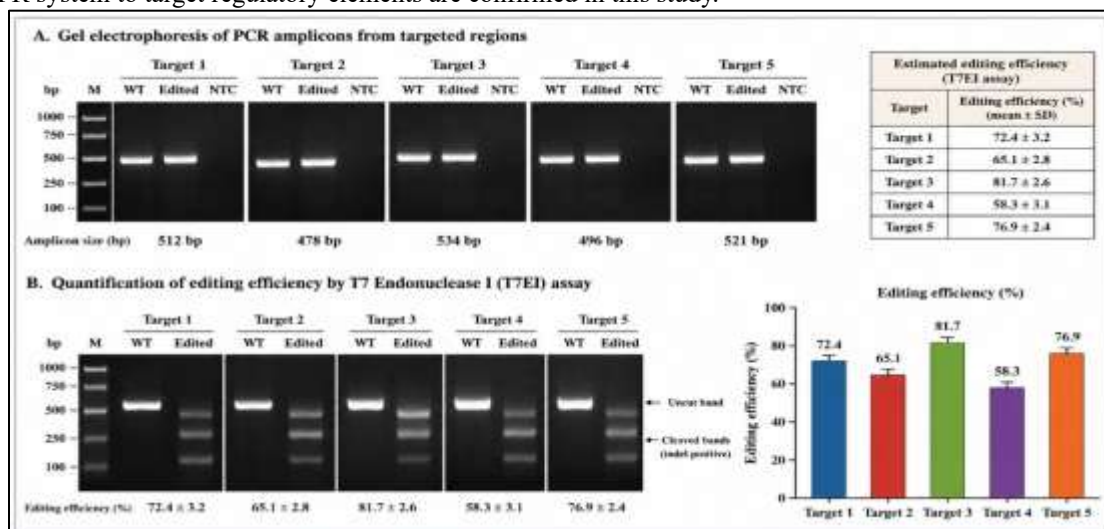 R system to target regulatory elements are confirmed in this study.
A. Gel electrophoresis of PCR amplicons from targeted regions
Target 1 Target 2 Target 3 Target 4 Target 5
bp M WT Edited NTC WT Edited NTC WT Edited NTC WT Edited NTC WT Edited NTC
1000
750
500
250
100
Amplicon size (bp) 512 bp 478 bp 534 bp 496 bp 521 bp
Estimated editing efficiency
(T7EI assay)
Target Editing efficiency (%)
(mean ± SD)
Target 1 72.4 ± 3.2
Target 2 65.1 ± 2.8
Target 3 81.7 ± 2.6
Target 4 58.3 ± 3.1
Target 5 76.9 ± 2.4
B. Quantification of editing efficiency by T7 Endonuclease I (T7EI) assay
Target 1 Target 2 Target 3 Target 4 Target 5
bp M WT Edited WT Edited WT Edited WT Edited WT Edited
1000
750
500
250
100
Uncut band
Cleaved bands
(indel positive)
Editing efficiency (%) 72.4 ± 3.2 65.1 ± 2.8 81.7 ± 2.6 58.3 ± 3.1 76.9 ± 2.4
Editing efficiency (%)
Editing efficiency (%)
100
80
60
40
20
0
72.4
65.1
81.7
58.3
76.9
Target 1 Target 2 Target 3 Target 4 Target 5